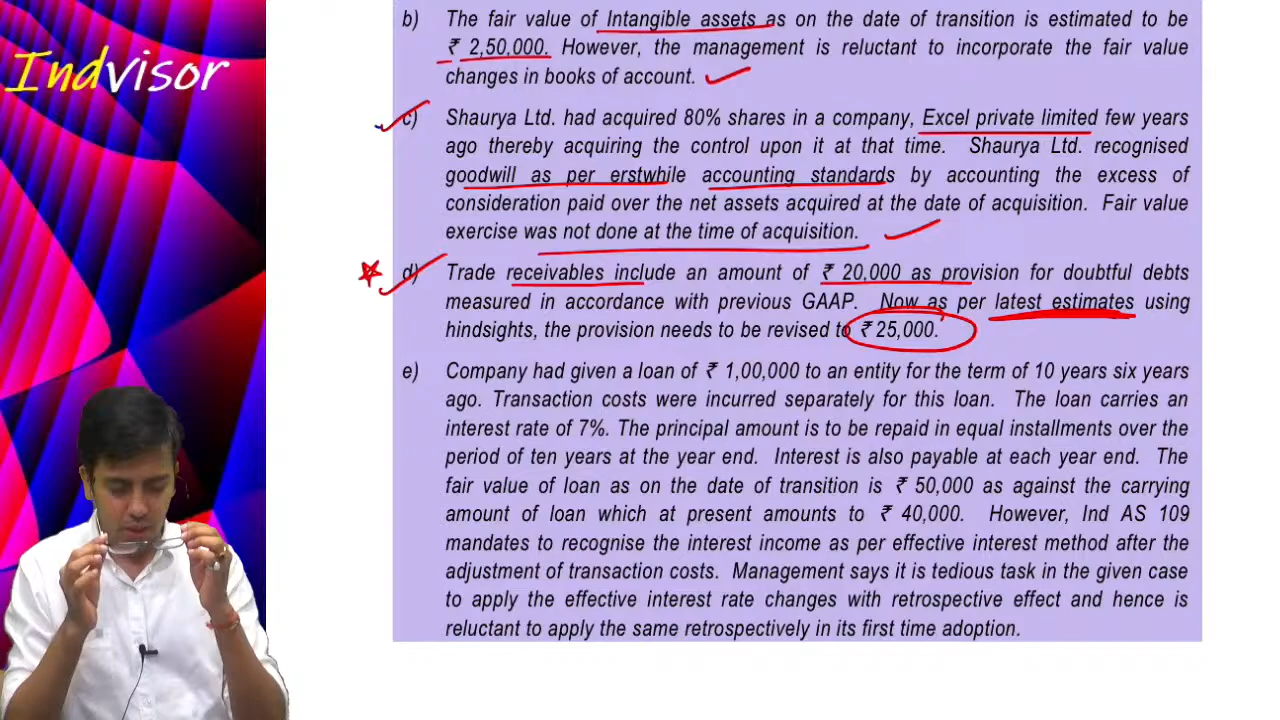 Indvisor
b) The fair value of Intangible assets as on the date of transition is estimated to be
₹ 2,50,000. However, the management is reluctant to incorporate the fair value
changes in books of account.
c) Shaurya Ltd. had acquired 80% shares in a company, Excel private limited few years
ago thereby acquiring the control upon it at that time. Shaurya Ltd. recognised
goodwill as per erstwhile accounting standards by accounting the excess of
consideration paid over the net assets acquired at the date of acquisition. Fair value
exercise was not done at the time of acquisition.
d) Trade receivables include an amount of ₹ 20,000 as provision for doubtful debts
measured in accordance with previous GAAP. Now as per latest estimates using
hindsights, the provision needs to be revised to ₹ 25,000.
e) Company had given a loan of ₹ 1,00,000 to an entity for the term of 10 years six years
ago. Transaction costs were incurred separately for this loan. The loan carries an
interest rate of 7%. The principal amount is to be repaid in equal installments over the
period of ten years at the year end. Interest is also payable at each year end. The
fair value of loan as on the date of transition is ₹ 50,000 as against the carrying
amount of loan which at present amounts to ₹ 40,000. However, Ind AS 109
mandates to recognise the interest income as per effective interest method after the
adjustment of transaction costs. Management says it is tedious task in the given case
to apply the effective interest rate changes with retrospective effect and hence is
reluctant to apply the same retrospectively in its first time adoption.